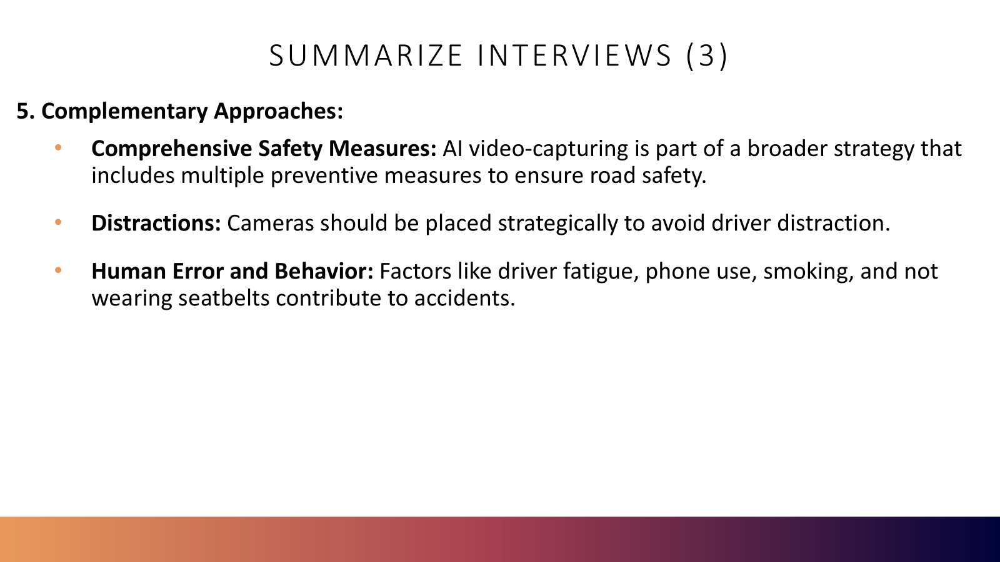 SUMMARIZE INTERVIEWS (3)
5. Complementary Approaches:
• Comprehensive Safety Measures: AI video-capturing is part of a broader strategy that
includes multiple preventive measures to ensure road safety.
• Distractions: Cameras should be placed strategically to avoid driver distraction.
• Human Error and Behavior: Factors like driver fatigue, phone use, smoking, and not
wearing seatbelts contribute to accidents.